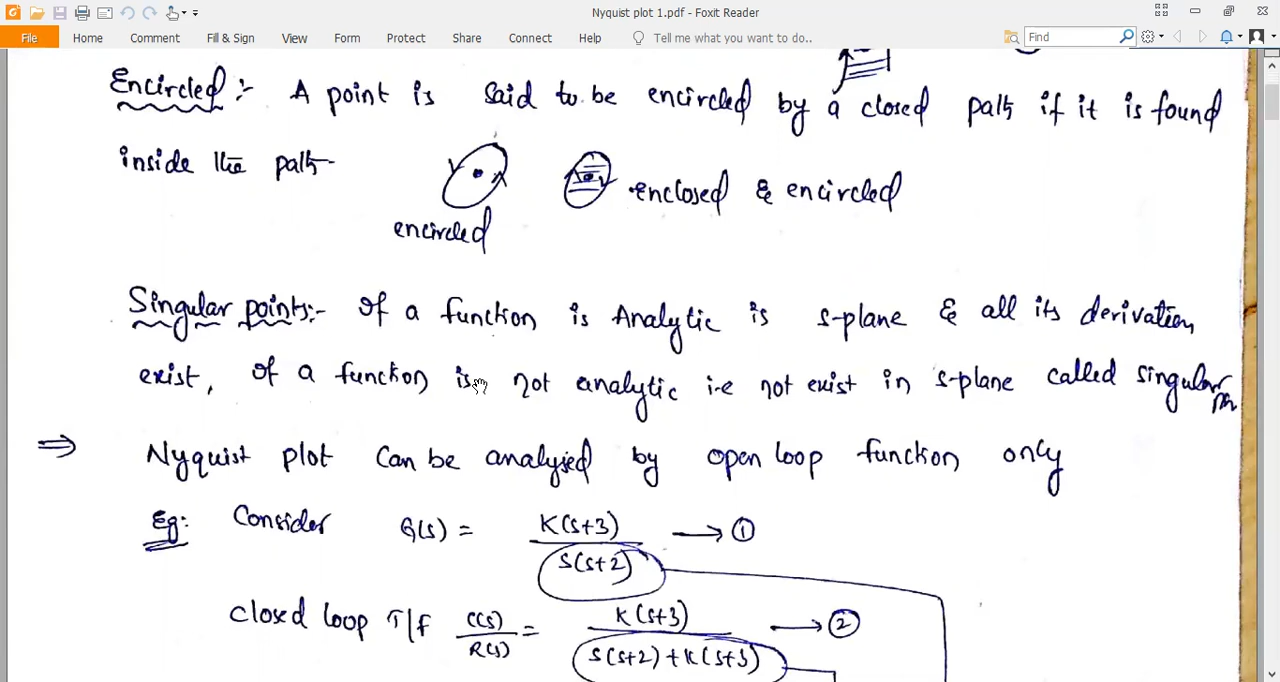 Nyquist plot 1.pdf - Foxit Reader
File Home Comment Fill & Sign View Form Protect Share Connect Help Tell me what you want to do.. Find
Encircled :- A point is said to be encircled by a closed path if it is found
inside the path
enclosed & encircled
encircled
Singular points:- If a function is Analytic is s-plane & all its derivation
exist, If a function is not analytic i.e not exist in s-plane called singular
⇒ Nyquist plot can be analysed by open loop function only
Eg: Consider G(s) = K(s+3) / s(s+2) → ①
closed loop T/f C(s)/R(s) = K(s+3) / s(s+2)+K(s+3) → ②